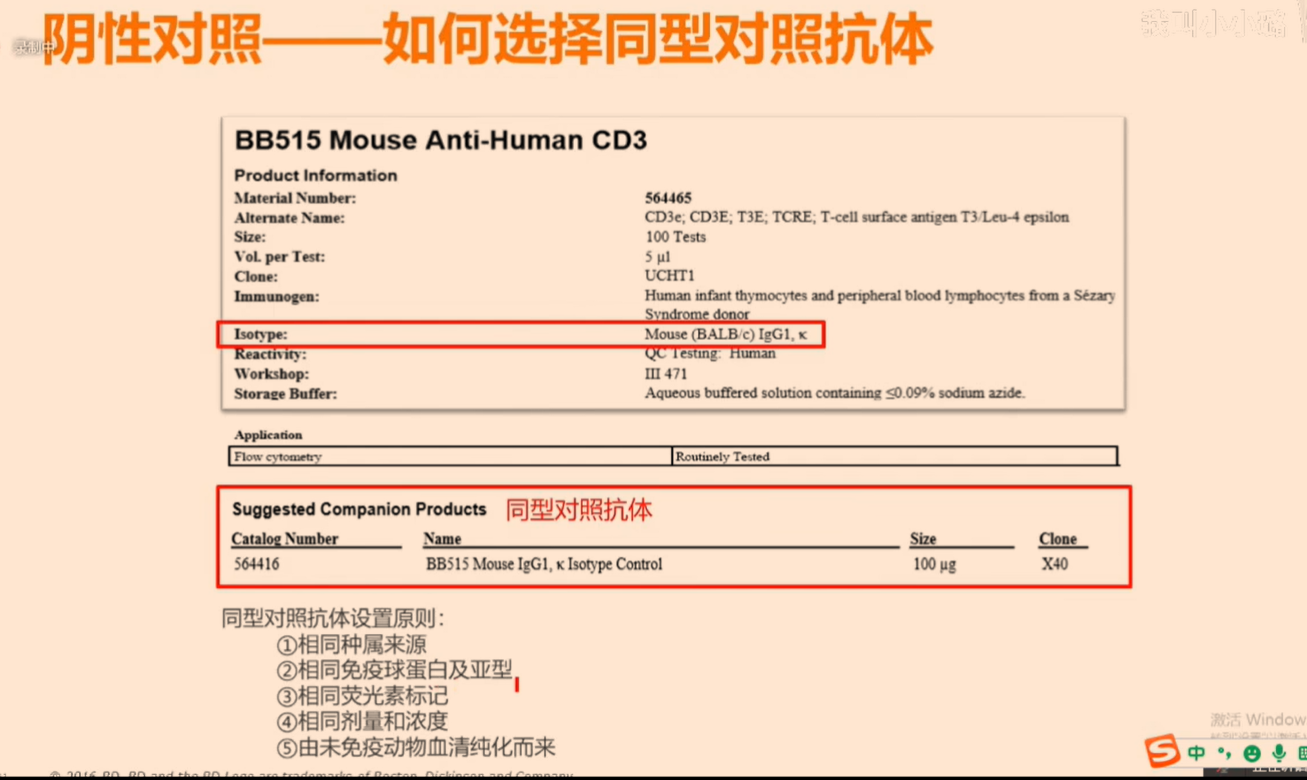 阴性对照——如何选择同型对照抗体
录制中
我叫小小潞
BB515 Mouse Anti-Human CD3
Product Information
Material Number: 564465
Alternate Name: CD3e; CD3E; T3E; TCRE; T-cell surface antigen T3/Leu-4 epsilon
Size: 100 Tests
Vol. per Test: 5 µl
Clone: UCHT1
Immunogen: Human infant thymocytes and peripheral blood lymphocytes from a Sézary
Syndrome donor
Isotype: Mouse (BALB/c) IgG1, κ
Reactivity: QC Testing: Human
Workshop: III 471
Storage Buffer: Aqueous buffered solution containing ≤0.09% sodium azide.
Application
Flow cytometry Routinely Tested
Suggested Companion Products 同型对照抗体
Catalog Number Name Size Clone
564416 BB515 Mouse IgG1, κ Isotype Control 100 µg X40
同型对照抗体设置原则：
①相同种属来源
②相同免疫球蛋白及亚型
③相同荧光素标记
④相同剂量和浓度
⑤由未免疫动物血清纯化而来
激活 Window
中
© 2016 BD. BD and the BD Logo are trademarks of Becton, Dickinson and Company